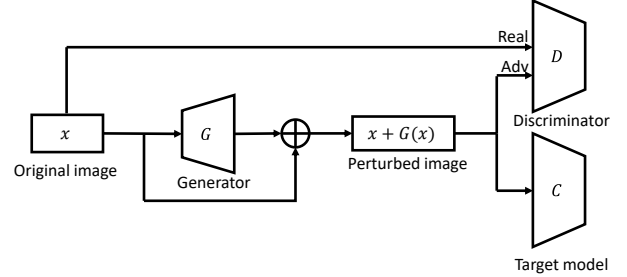 Real
D
Adv
x
G
x + G(x)
Discriminator
Original image
Generator
Perturbed image
C
Target model